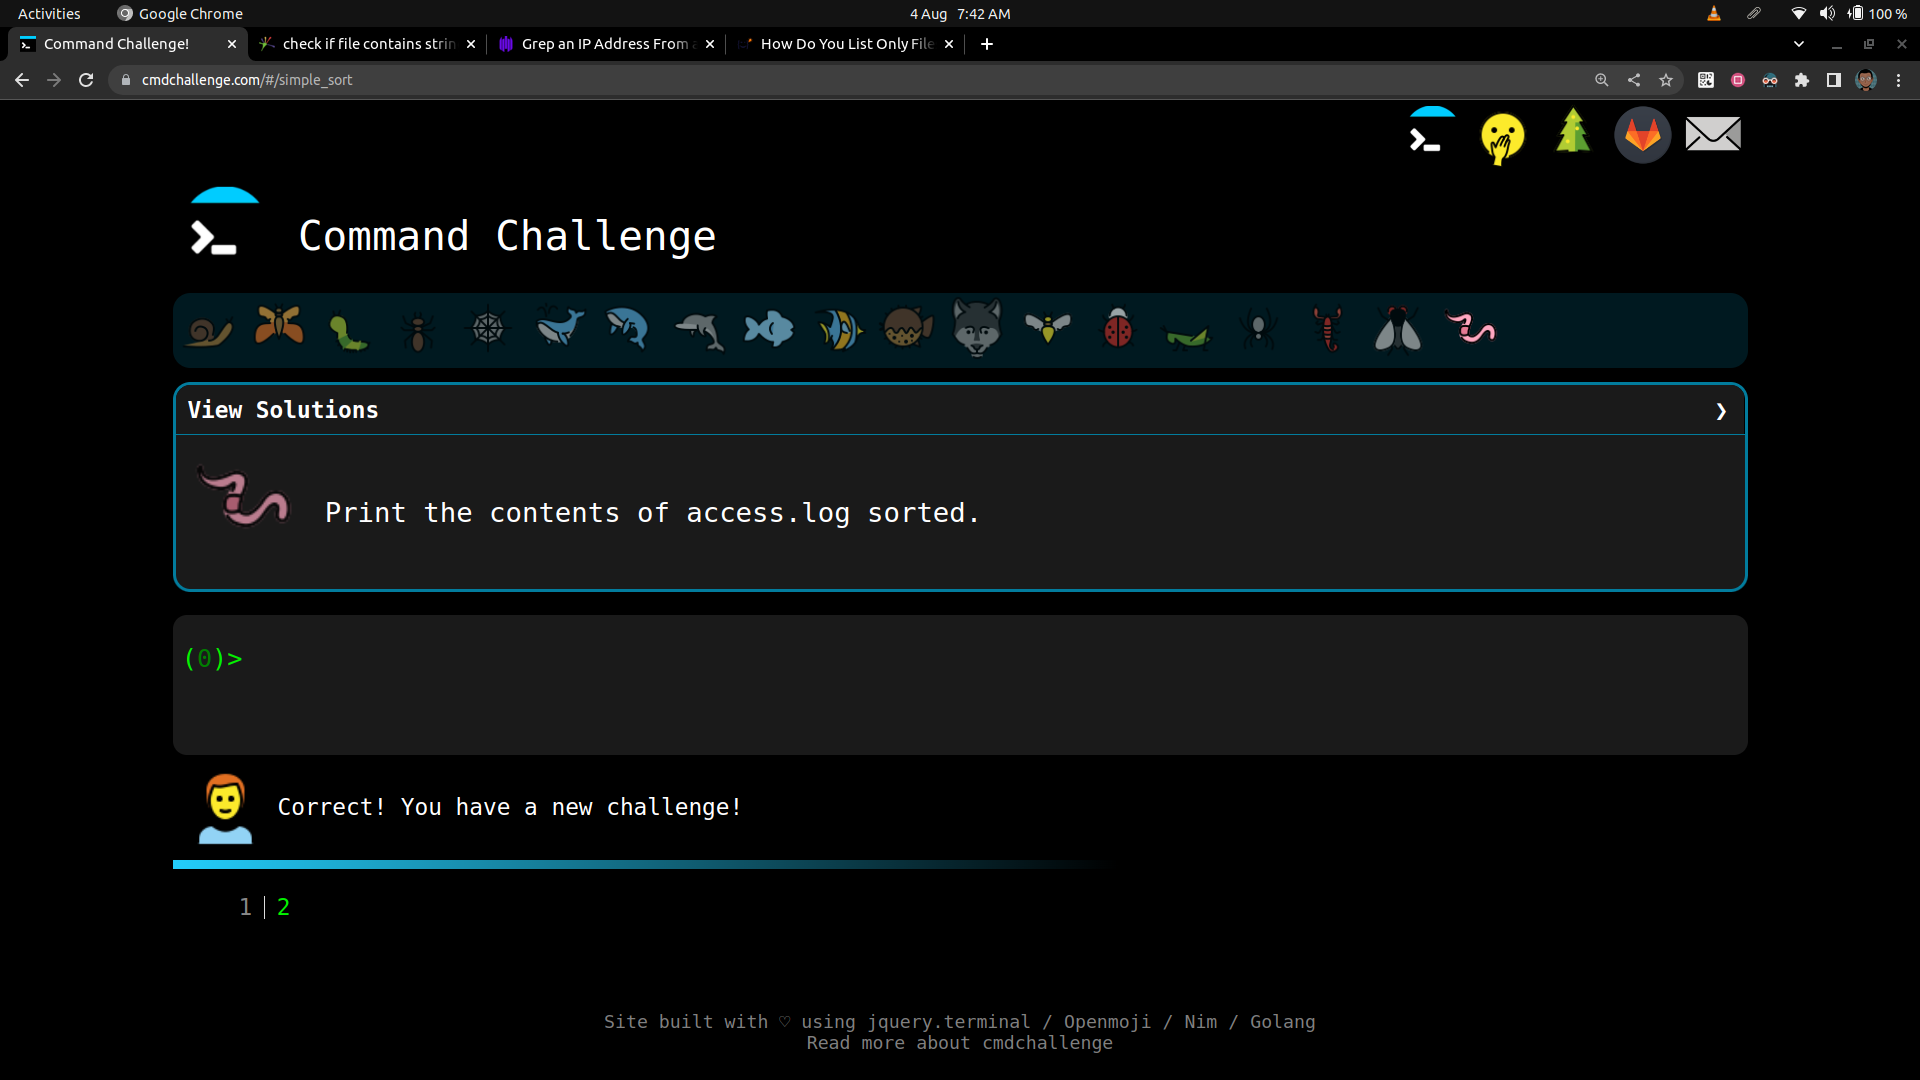 Activities Google Chrome 4 Aug 7:42 AM 100 %
Command Challenge! check if file contains strin Grep an IP Address From a How Do You List Only File
cmdchallenge.com/#/simple_sort
Command Challenge
View Solutions
Print the contents of access.log sorted.
(0)>
Correct! You have a new challenge!
1 2
Site built with ♡ using jquery.terminal / Openmoji / Nim / Golang
Read more about cmdchallenge